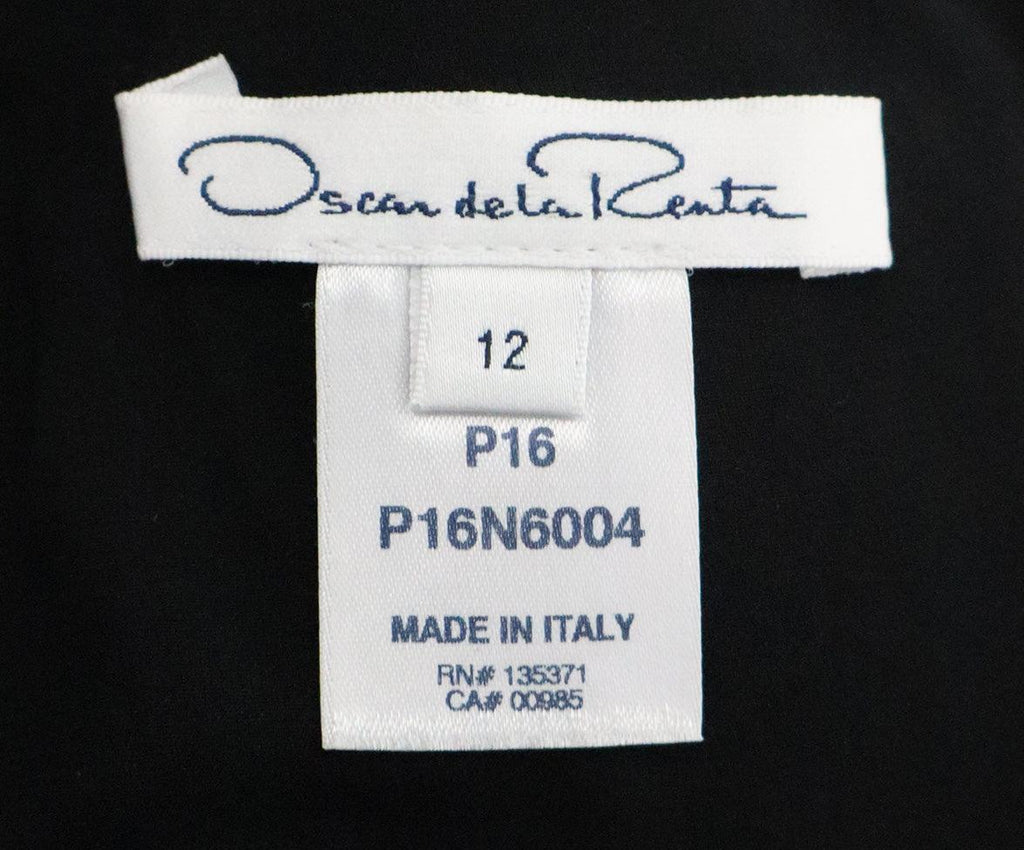 Oscar de la Renta
12
P16
P16N6004
MADE IN ITALY
RN# 135371
CA# 00985